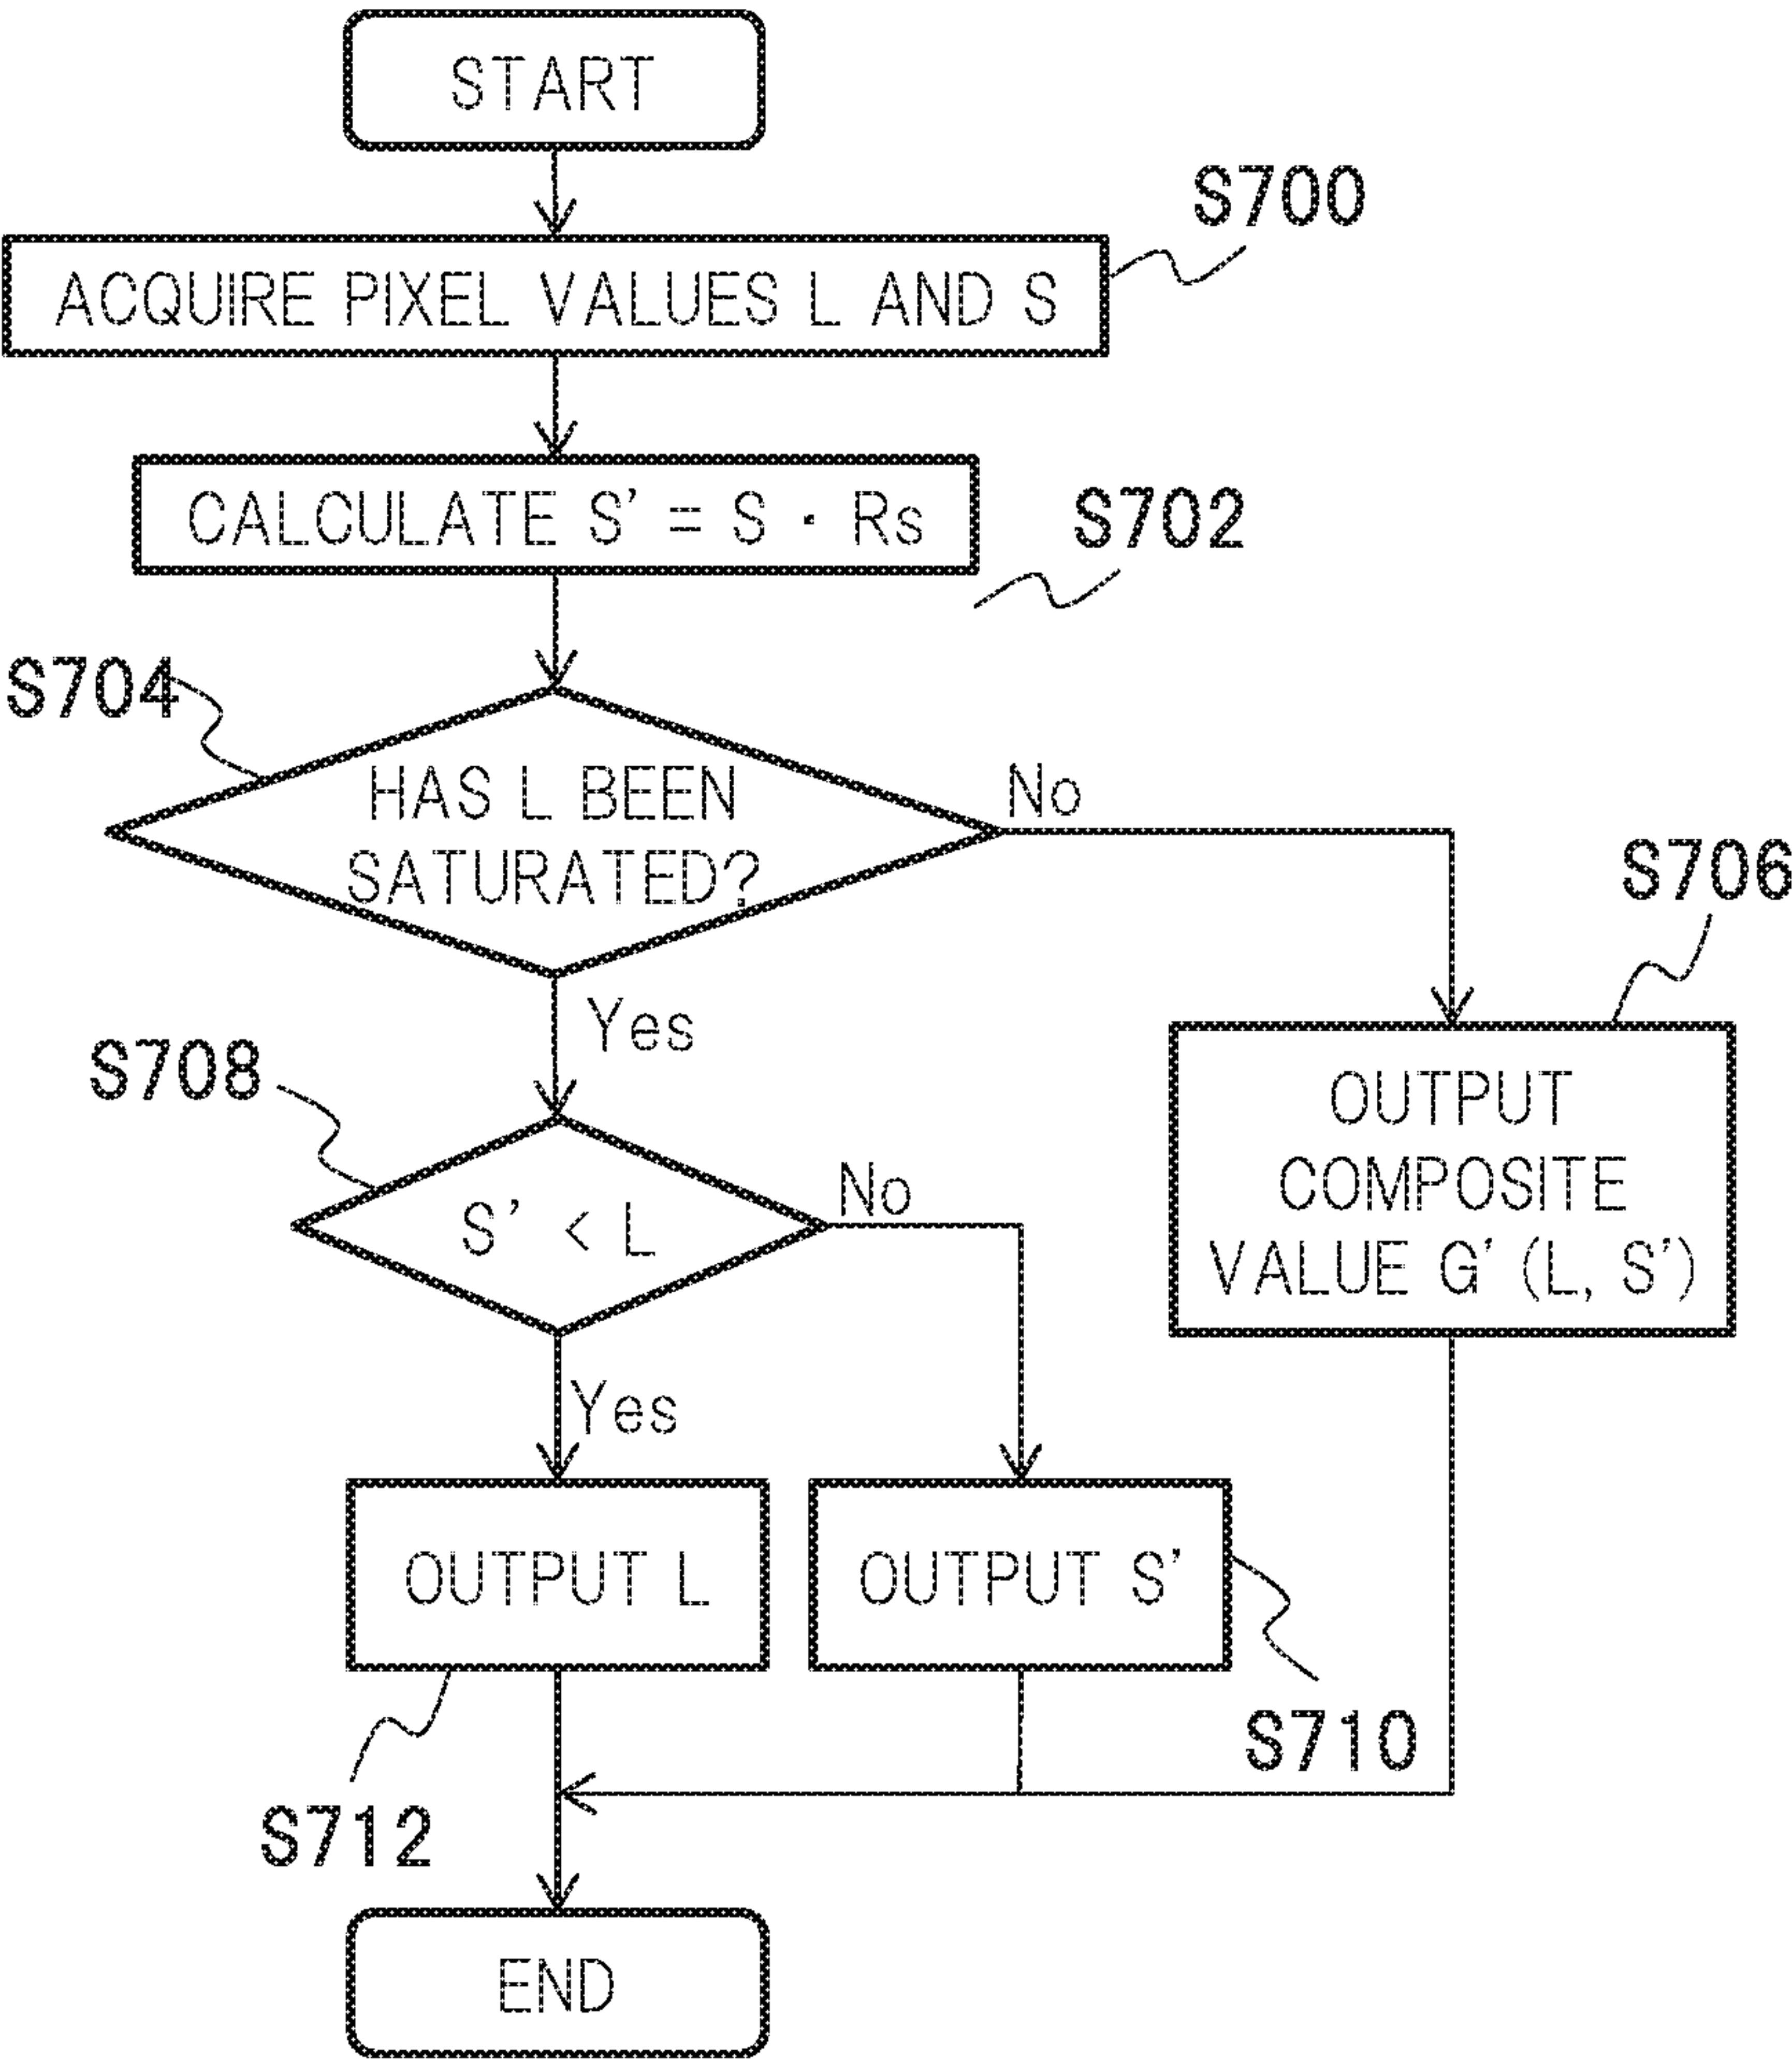 START
S700
ACQUIRE PIXEL VALUES L AND S
CALCULATE S' = S · Rs
S702
S704
HAS L BEEN
SATURATED?
No
S706
Yes
OUTPUT
COMPOSITE
VALUE G' (L, S')
S708
S' < L
No
Yes
OUTPUT L
OUTPUT S'
S710
S712
END